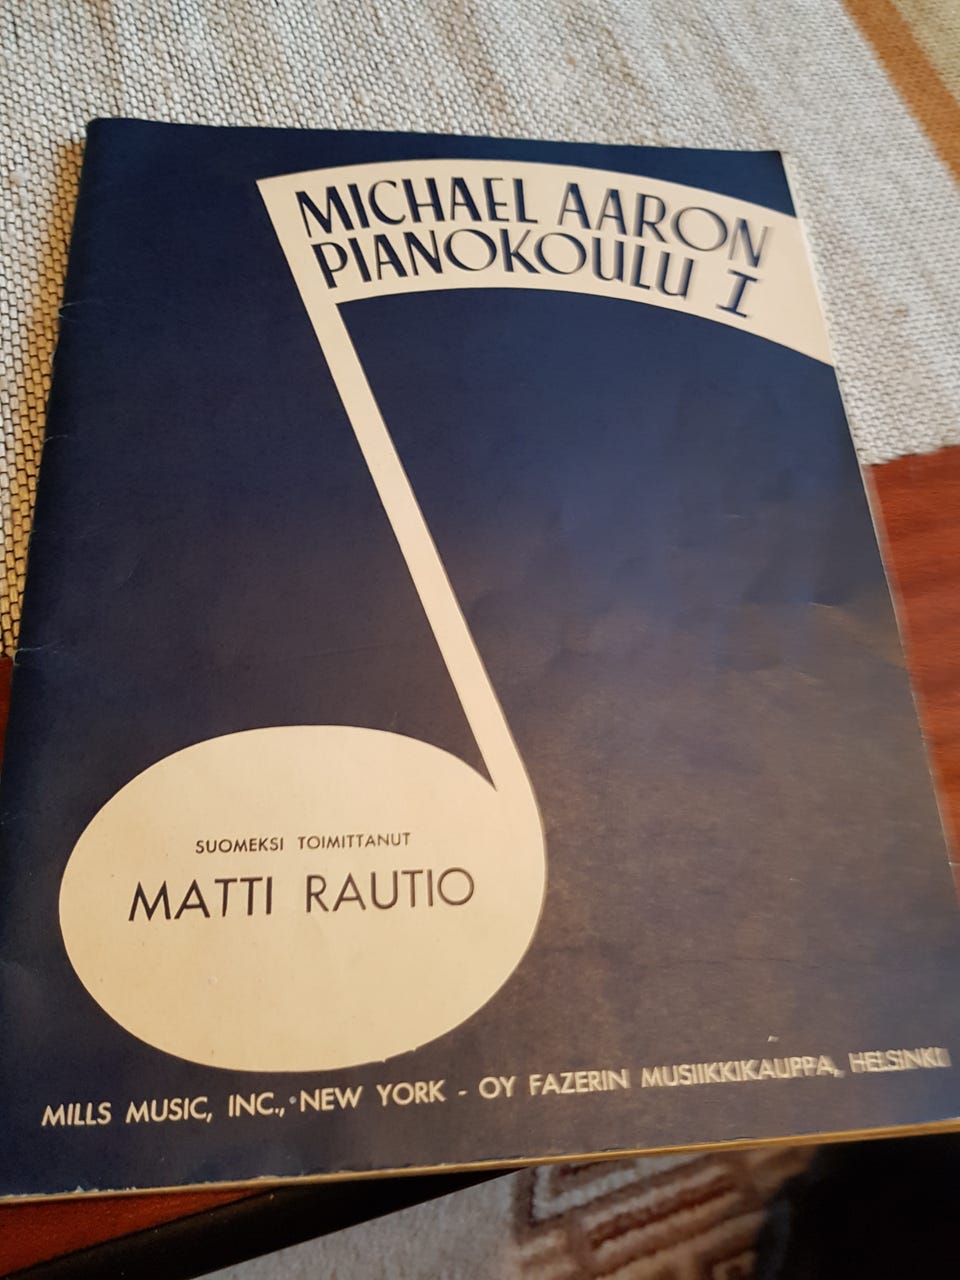 MICHAEL AARON
PIANOKOULU I
SUOMEKSI TOIMITTANUT
MATTI RAUTIO
MILLS MUSIC, INC., NEW YORK - OY FAZERIN MUSIIKKIKAUPPA, HELSINKI